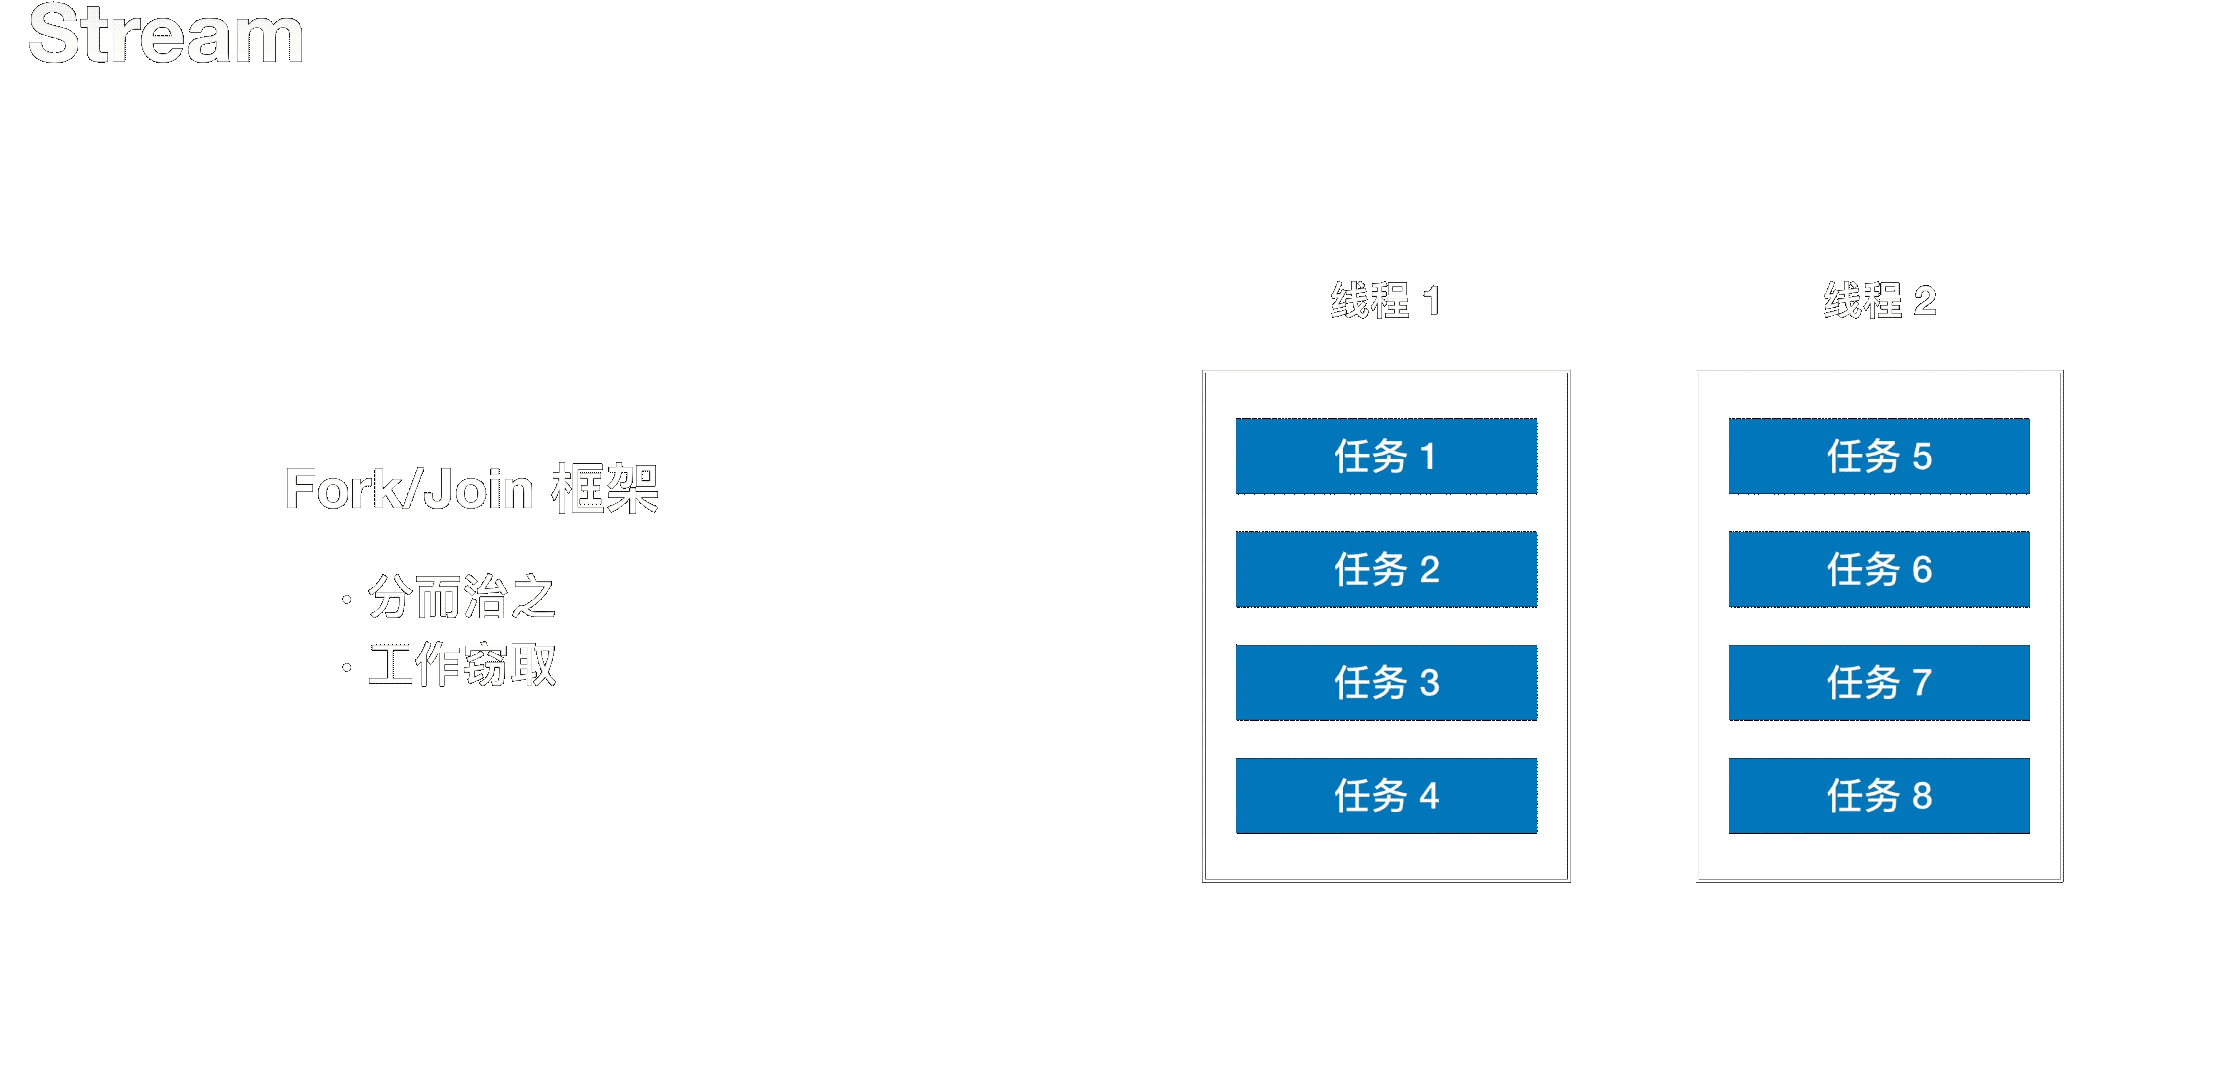 Stream
Fork/Join 框架
· 分而治之
· 工作窃取
线程 1
任务 1
任务 2
任务 3
任务 4
线程 2
任务 5
任务 6
任务 7
任务 8